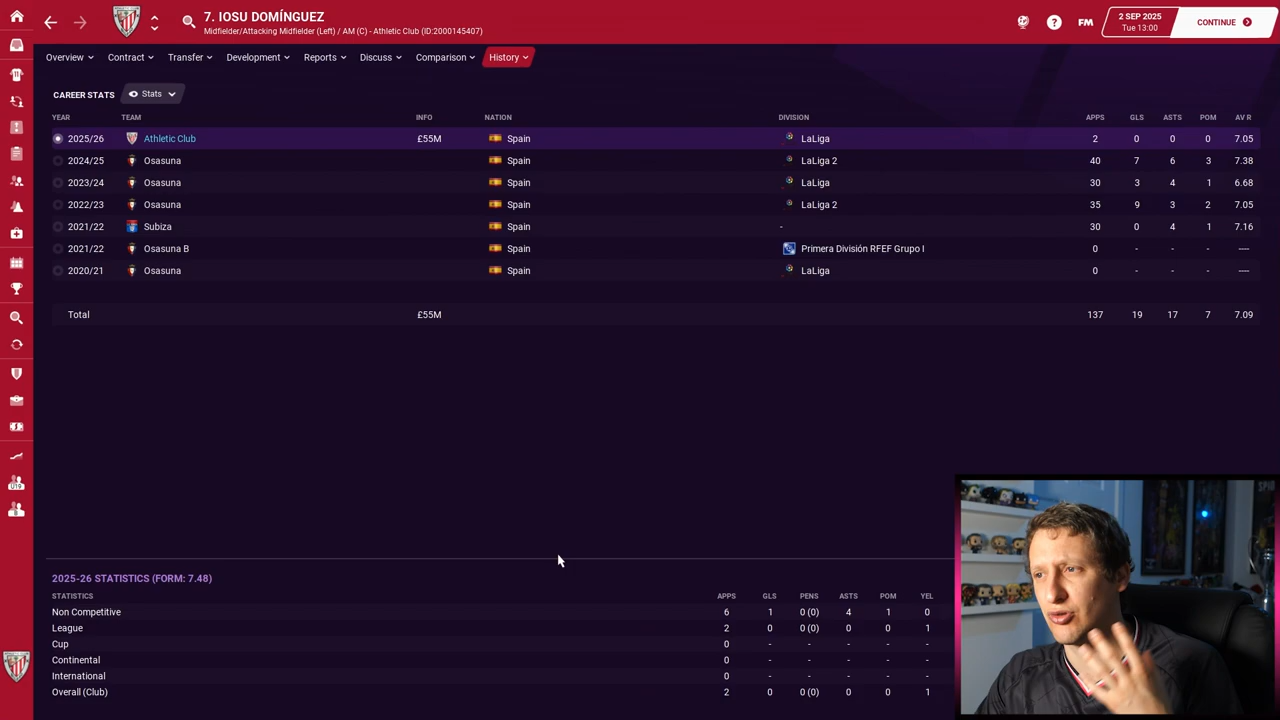 7. IOSU DOMÍNGUEZ
Midfielder/Attacking Midfielder (Left) / AM (C) - Athletic Club (ID:2000145407)
FM
2 SEP 2025
Tue 13:00
CONTINUE
Overview Contract Transfer Development Reports Discuss Comparison History
CAREER STATS Stats
YEAR TEAM INFO NATION DIVISION APPS GLS ASTS POM AV R
2025/26 Athletic Club £55M Spain LaLiga 2 0 0 0 7.05
2024/25 Osasuna Spain LaLiga 2 40 7 6 3 7.38
2023/24 Osasuna Spain LaLiga 30 3 4 1 6.68
2022/23 Osasuna Spain LaLiga 2 35 9 3 2 7.05
2021/22 Subiza Spain - 30 0 4 1 7.16
2021/22 Osasuna B Spain Primera División RFEF Grupo I 0 - - - ----
2020/21 Osasuna Spain LaLiga 0 - - - ----
Total £55M 137 19 17 7 7.09
2025-26 STATISTICS (FORM: 7.48)
STATISTICS APPS GLS PENS ASTS POM YEL
Non Competitive 6 1 0 (0) 4 1 0
League 2 0 0 (0) 0 0 1
Cup 0 - - - - -
Continental 0 - - - - -
International 0 - - - - -
Overall (Club) 2 0 0 (0) 0 0 1